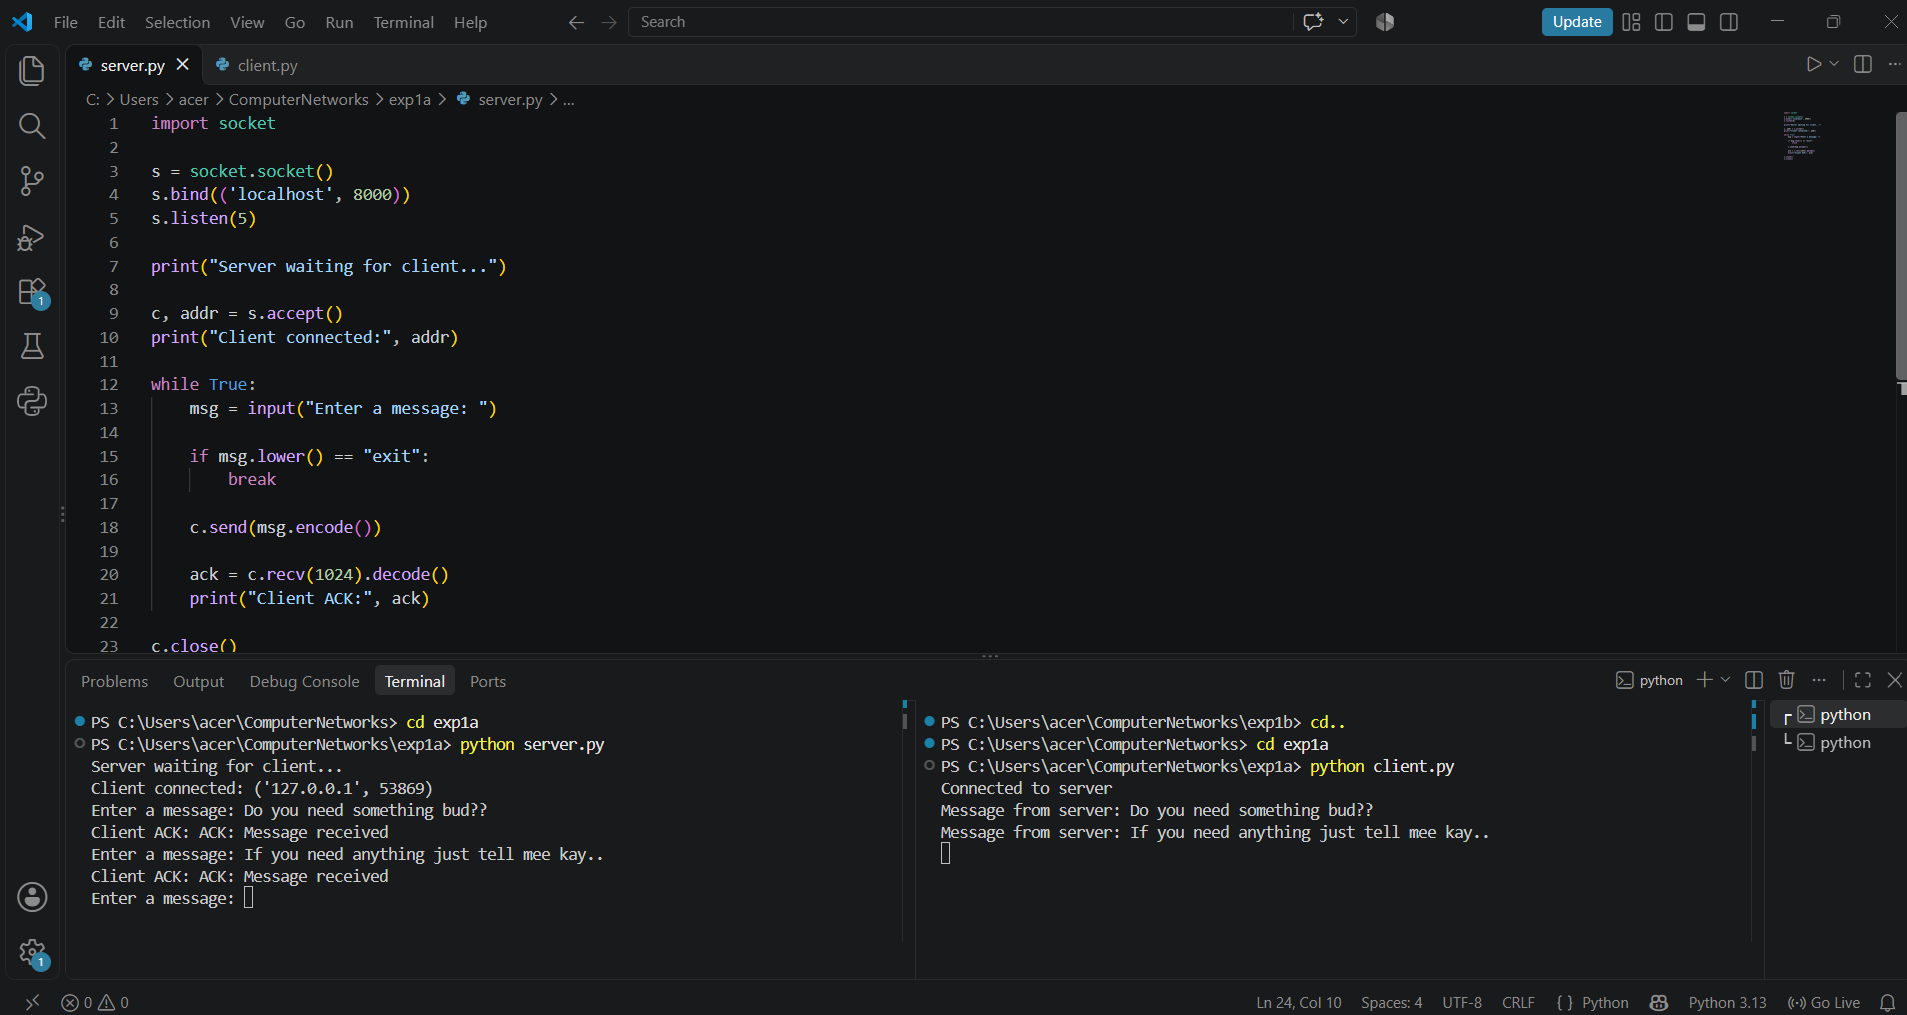 File Edit Selection View Go Run Terminal Help
Search
Update
server.py
client.py
C: > Users > acer > ComputerNetworks > exp1a > server.py > ...
1 import socket
2
3 s = socket.socket()
4 s.bind(('localhost', 8000))
5 s.listen(5)
6
7 print("Server waiting for client...")
8
9 c, addr = s.accept()
10 print("Client connected:", addr)
11
12 while True:
13 msg = input("Enter a message: ")
14
15 if msg.lower() == "exit":
16 break
17
18 c.send(msg.encode())
19
20 ack = c.recv(1024).decode()
21 print("Client ACK:", ack)
22
23 c.close()
1
Problems Output Debug Console Terminal Ports
python
PS C:\Users\acer\ComputerNetworks> cd exp1a
PS C:\Users\acer\ComputerNetworks\exp1a> python server.py
Server waiting for client...
Client connected: ('127.0.0.1', 53869)
Enter a message: Do you need something bud??
Client ACK: ACK: Message received
Enter a message: If you need anything just tell mee kay..
Client ACK: ACK: Message received
Enter a message:
PS C:\Users\acer\ComputerNetworks\exp1b> cd..
PS C:\Users\acer\ComputerNetworks> cd exp1a
PS C:\Users\acer\ComputerNetworks\exp1a> python client.py
Connected to server
Message from server: Do you need something bud??
Message from server: If you need anything just tell mee kay..
python
python
1
0 0
Ln 24, Col 10 Spaces: 4 UTF-8 CRLF { } Python Python 3.13 Go Live